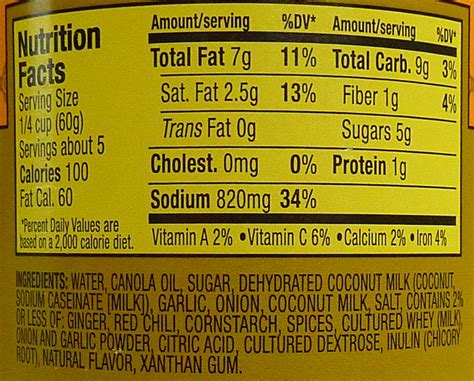 Nutrition
Facts
Serving Size
1/4 cup (60g)
Servings about 5
Calories 100
Fat Cal. 60
*Percent Daily Values are
based on a 2,000 calorie diet.
Amount/serving %DV* Amount/serving %DV*
Total Fat 7g 11% Total Carb. 9g 3%
Sat. Fat 2.5g 13% Fiber 1g 4%
Trans Fat 0g Sugars 5g
Cholest. 0mg 0% Protein 1g
Sodium 820mg 34%
Vitamin A 2% • Vitamin C 6% • Calcium 2% • Iron 4%
INGREDIENTS: WATER, CANOLA OIL, SUGAR, DEHYDRATED COCONUT MILK (COCONUT,
SODIUM CASEINATE [MILK]), GARLIC, ONION, COCONUT MILK, SALT. CONTAINS 2%
OR LESS OF: GINGER, RED CHILI, CORNSTARCH, SPICES, CULTURED WHEY (MILK),
ONION AND GARLIC POWDER, CITRIC ACID, CULTURED DEXTROSE, INULIN (CHICORY
ROOT), NATURAL FLAVOR, XANTHAN GUM.